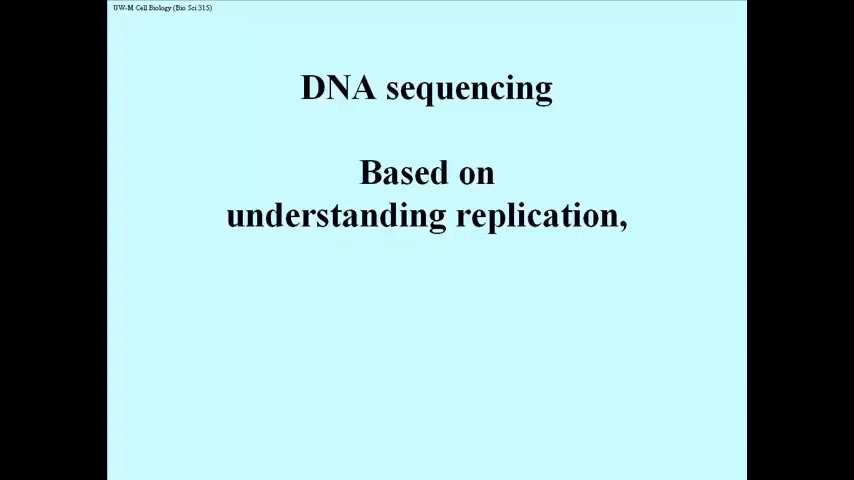 UW-M Cell Biology (Bio Sci 315)
DNA sequencing
Based on
understanding replication,